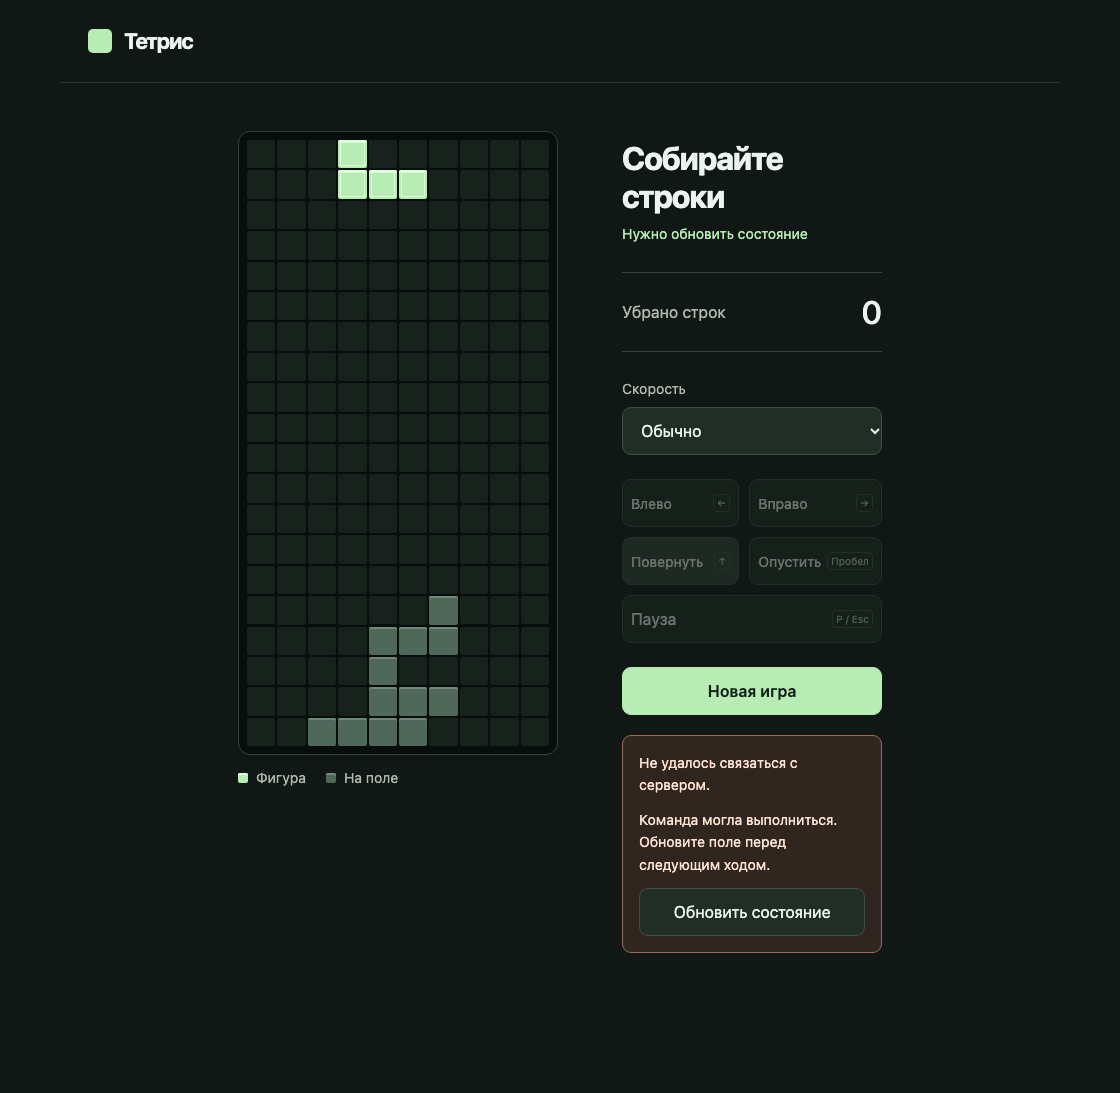 Тетрис
Собирайте
строки
Нужно обновить состояние
Убрано строк 0
Скорость
Обычно
Влево ←
Вправо →
Повернуть ↑
Опустить Пробел
Пауза P / Esc
Новая игра
Не удалось связаться с
сервером.
Команда могла выполниться.
Обновите поле перед
следующим ходом.
Обновить состояние
Фигура
На поле